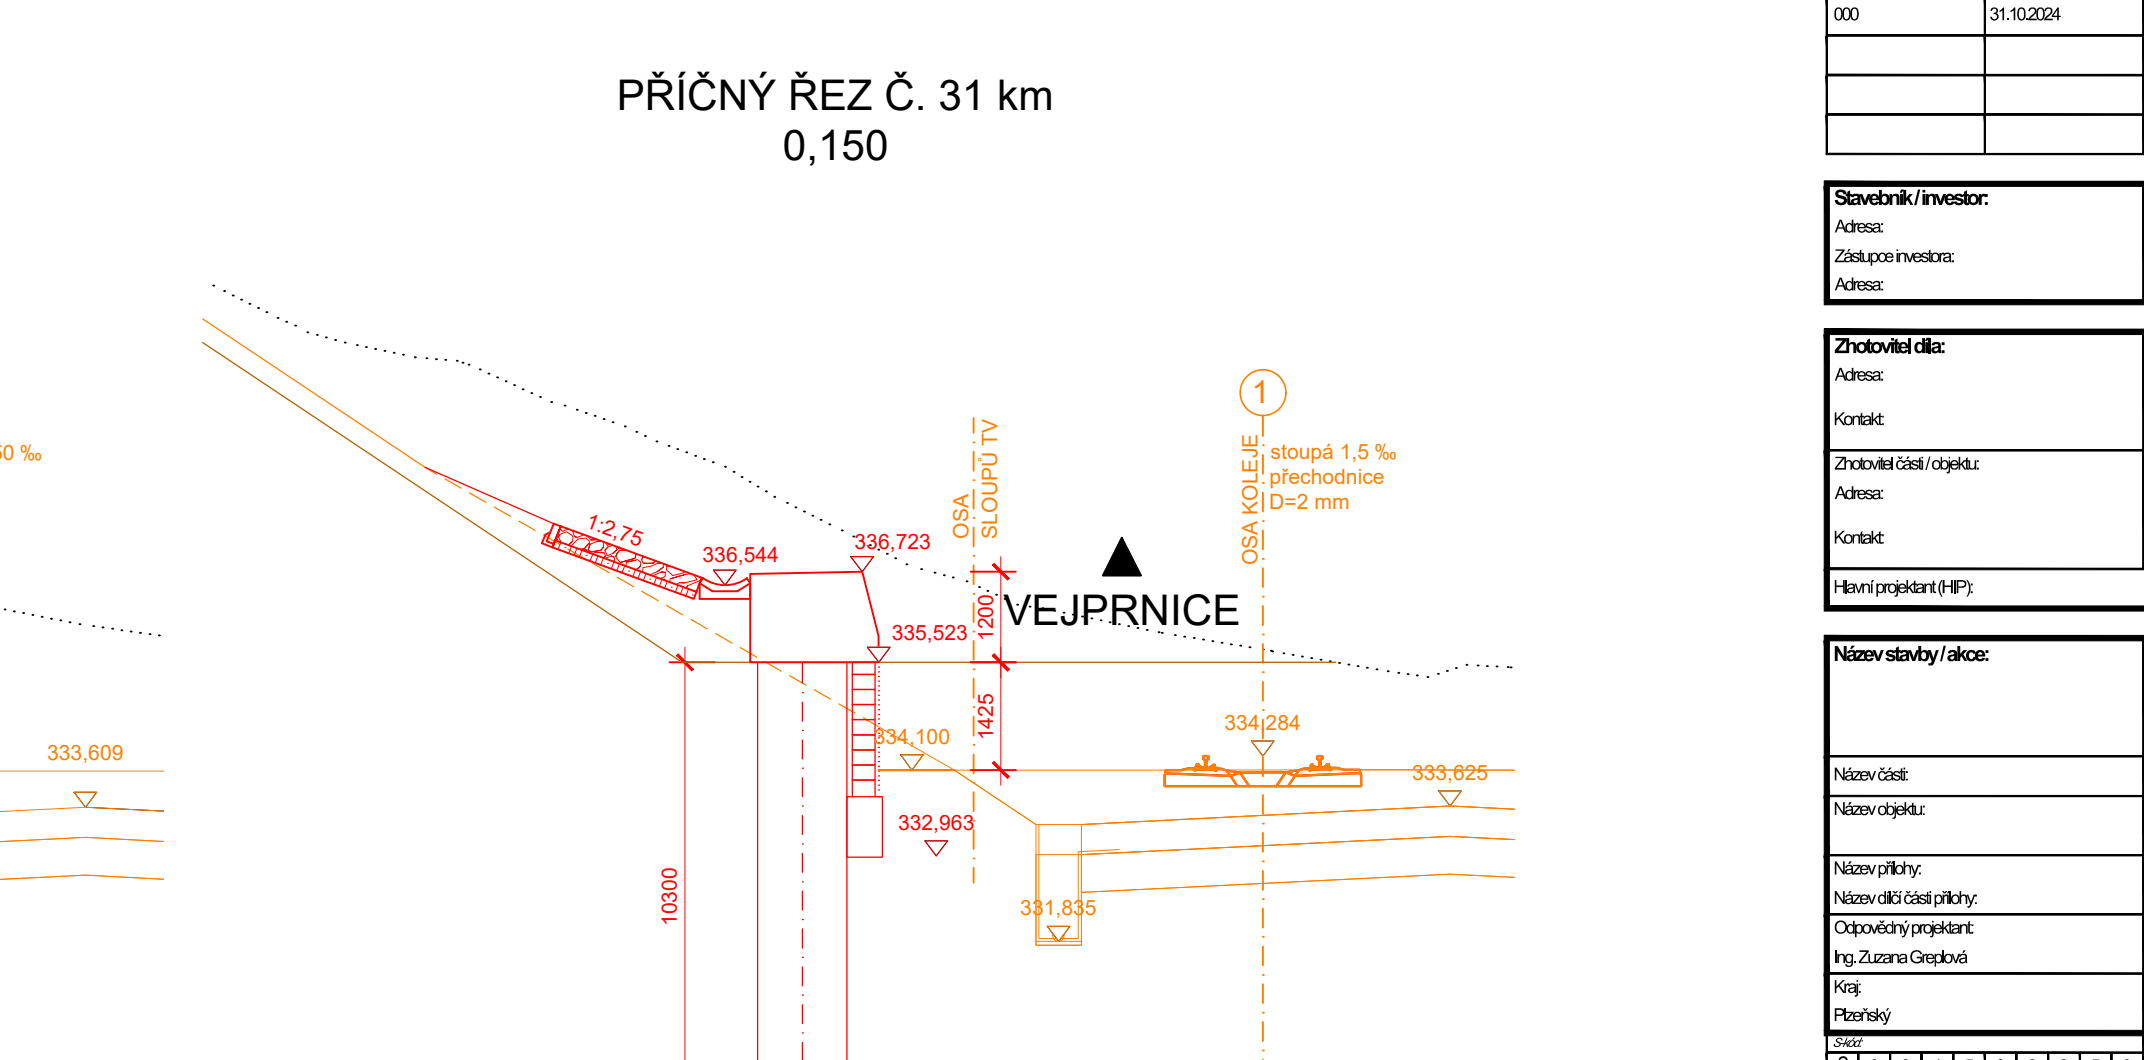 PŘÍČNÝ ŘEZ Č. 31 km
0,150
1
OSA KOLEJE
stoupá 1,5 ‰
přechodnice
D=2 mm
OSA
SLOUPŮ TV
1:2,75
336,544
336,723
335,523
1200
VEJPRNICE
1425
334,100
334,284
333,625
332,963
331,835
10300
‰
333,609
000
31.10.2024
Stavebník / investor:
Adresa:
Zástupce investora:
Adresa:
Zhotovitel díla:
Adresa:
Kontakt:
Zhotovitel části / objektu:
Adresa:
Kontakt:
Hlavní projektant (HIP):
Název stavby / akce:
Název části:
Název objektu:
Název přílohy:
Název dílčí části přílohy:
Odpovědný projektant:
Ing. Zuzana Greplová
Kraj:
Plzeňský
S-kód: